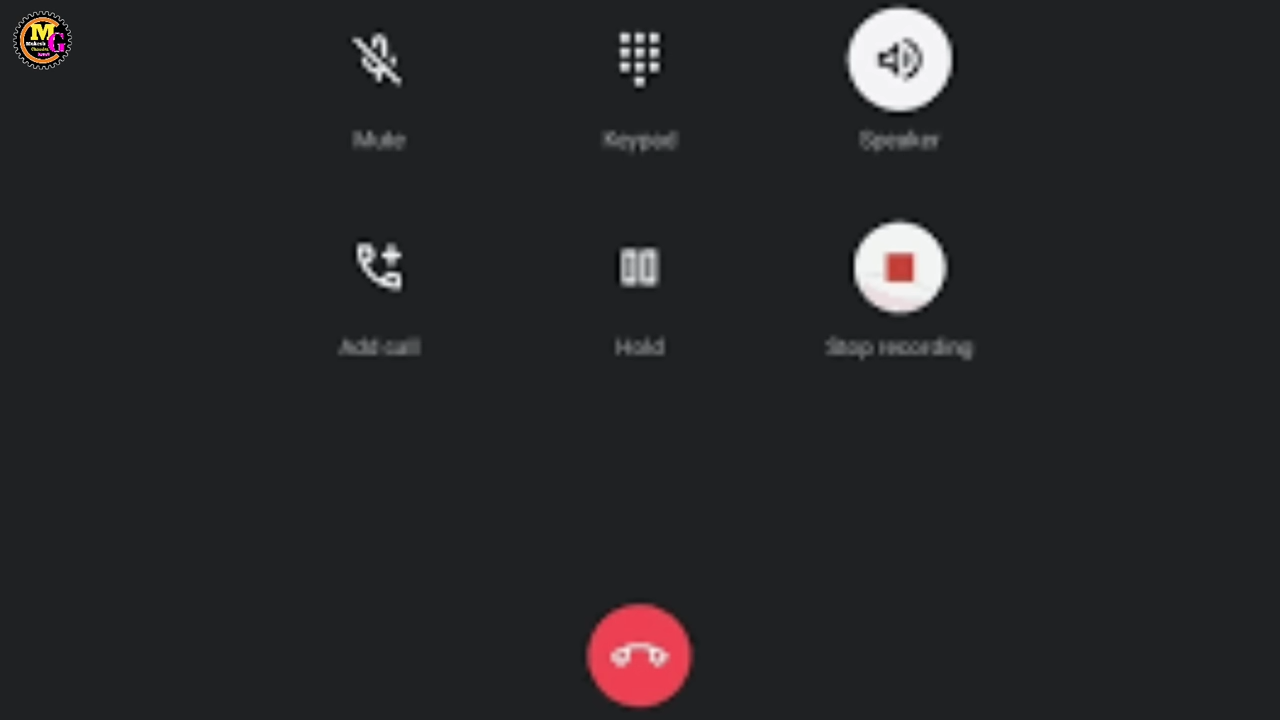 M
G
Mute
Keypad
Speaker
Add call
Hold
Stop recording